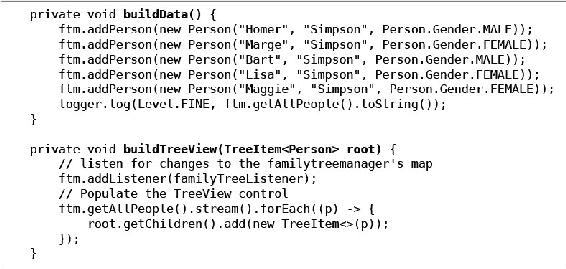 private void buildData() {
ftm.addPerson(new Person("Homer", "Simpson", Person.Gender.MALE));
ftm.addPerson(new Person("Marge", "Simpson", Person.Gender.FEMALE));
ftm.addPerson(new Person("Bart", "Simpson", Person.Gender.MALE));
ftm.addPerson(new Person("Lisa", "Simpson", Person.Gender.FEMALE));
ftm.addPerson(new Person("Maggie", "Simpson", Person.Gender.FEMALE));
logger.log(Level.FINE, ftm.getAllPeople().toString());
}
private void buildTreeView(TreeItem<Person> root) {
// listen for changes to the familytreemanager's map
ftm.addListener(familyTreeListener);
// Populate the TreeView control
ftm.getAllPeople().stream().forEach((p) -> {
root.getChildren().add(new TreeItem<>(p));
});
}